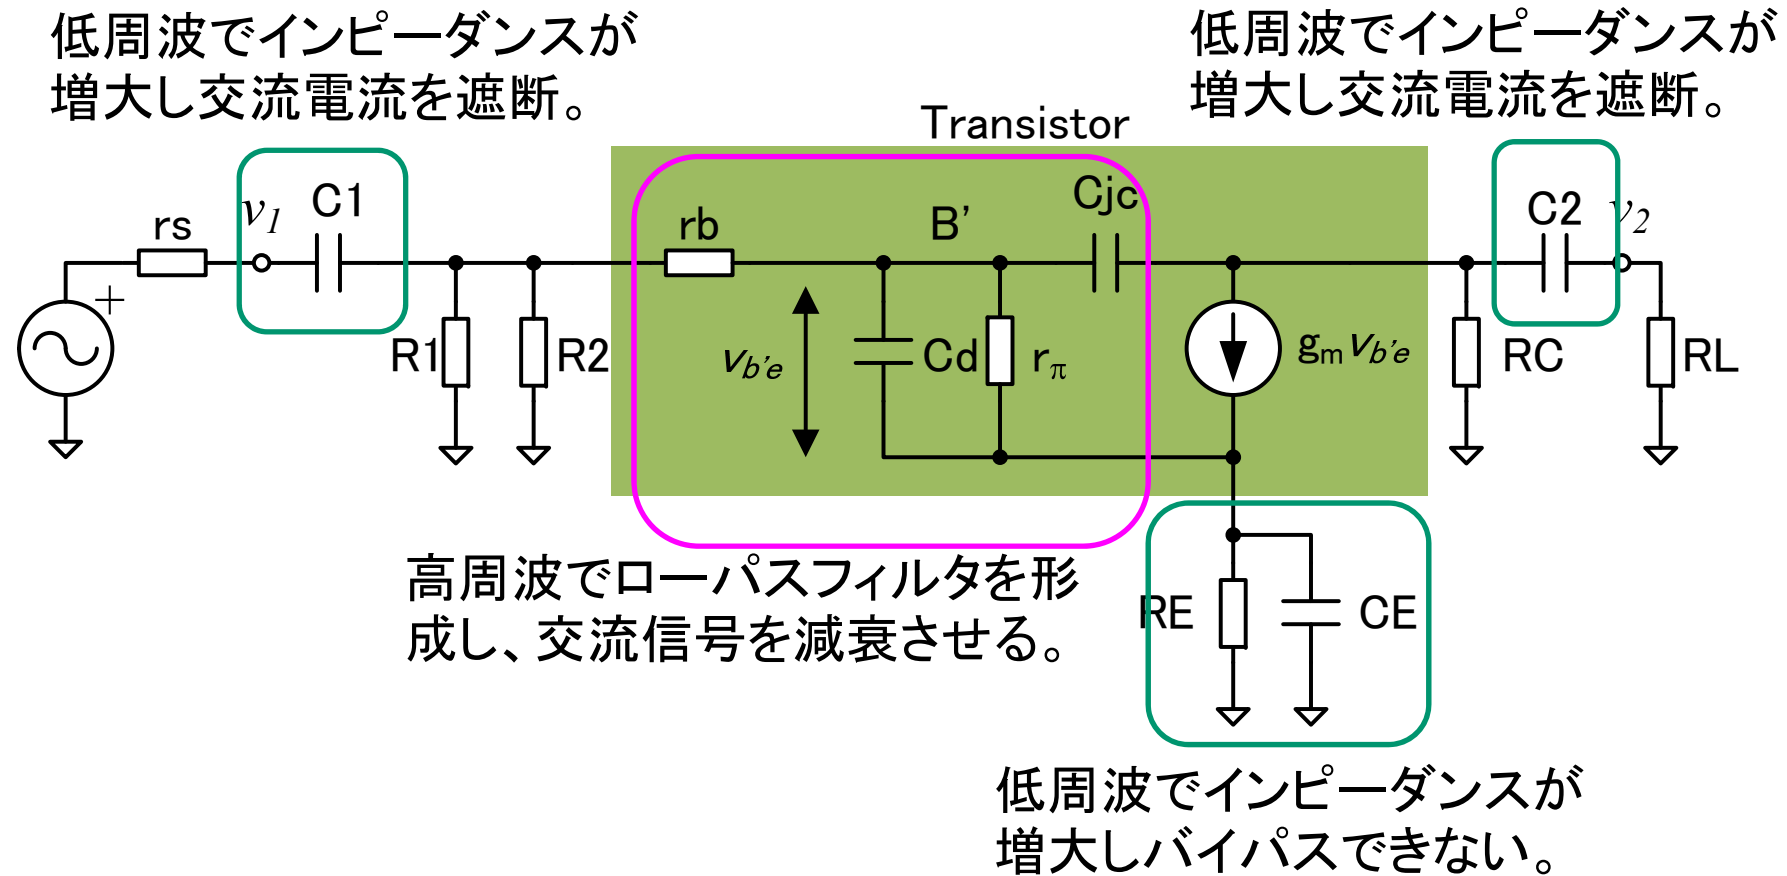 低周波でインピーダンスが
増大し交流電流を遮断。
低周波でインピーダンスが
増大し交流電流を遮断。
Transistor
rs
v1
C1
R1
R2
rb
B'
Cjc
vb'e
Cd
rπ
gmvb'e
C2
v2
RC
RL
+
高周波でローパスフィルタを形
成し、交流信号を減衰させる。
RE
CE
低周波でインピーダンスが
増大しバイパスできない。